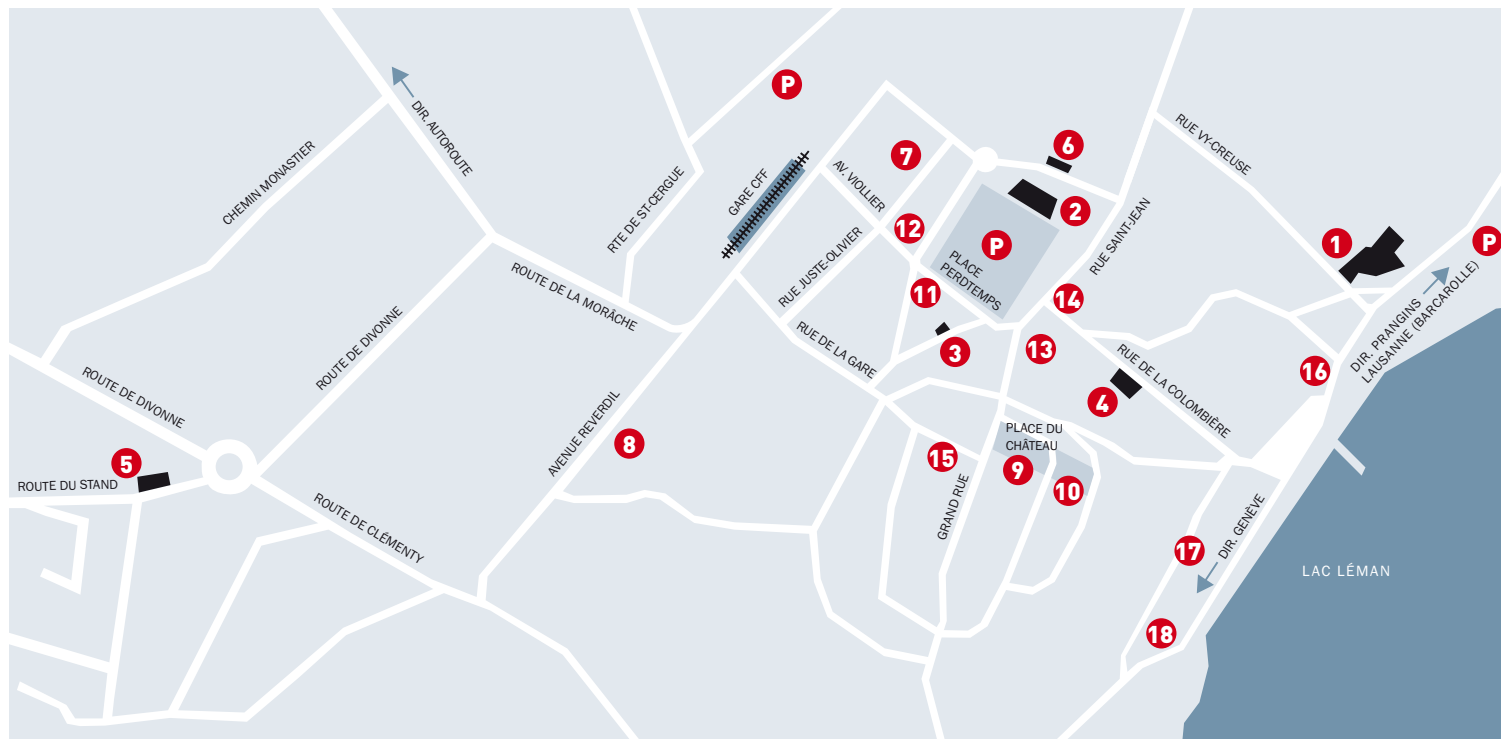 P
DIR. AUTOROUTE
CHEMIN MONASTIER
RUE VY-CREUSE
6
7
GARE CFF
AV. VIOLLIER
RTE DE ST-CERGUE
2
12
RUE SAINT-JEAN
1
P
P
PLACE
PERDTEMPS
RUE JUSTE-OLIVIER
ROUTE DE LA MORÂCHE
11
14
DIR. PRANGINS
LAUSANNE (BARCAROLLE)
ROUTE DE DIVONNE
RUE DE LA GARE
3
13
16
RUE DE LA COLOMBIÈRE
4
ROUTE DE DIVONNE
AVENUE REVERDIL
8
PLACE DU
CHÂTEAU
15
9
10
5
ROUTE DU STAND
GRAND RUE
ROUTE DE CLÉMENTY
DIR. GENÈVE
17
LAC LÉMAN
18